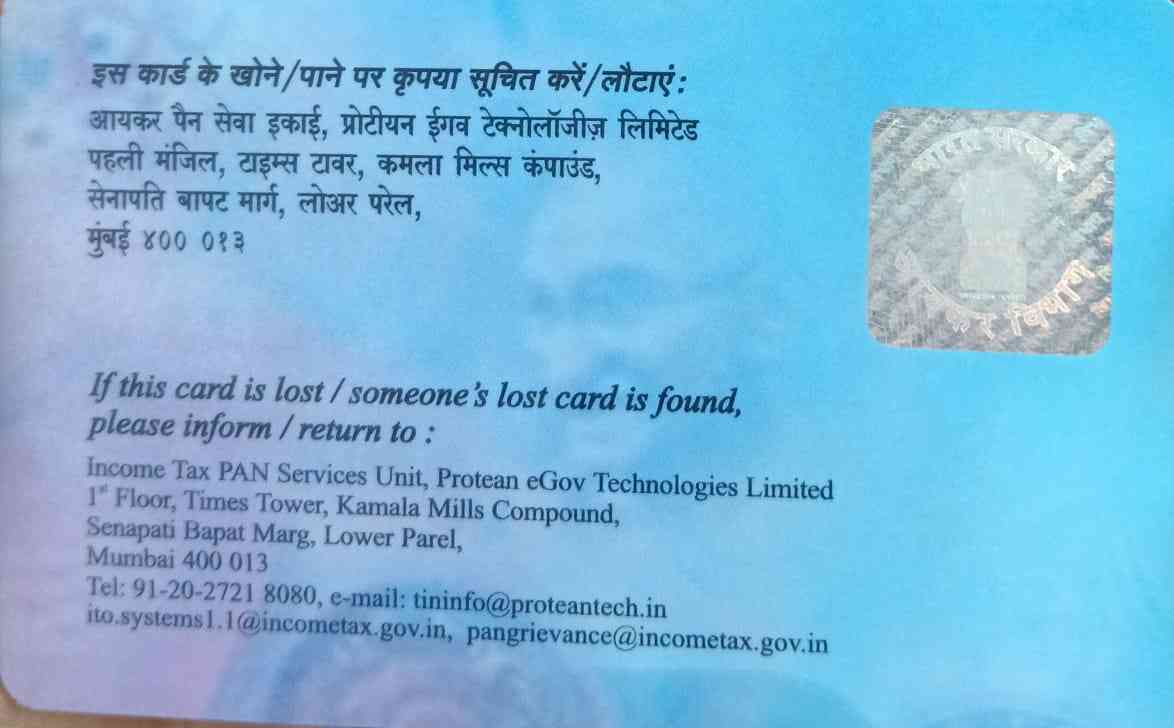 इस कार्ड के खोने/पाने पर कृपया सूचित करें/लौटाएं :
आयकर पैन सेवा इकाई, प्रोटीयन ईगव टेक्नोलॉजीज़ लिमिटेड
पहली मंजिल, टाइम्स टावर, कमला मिल्स कंपाउंड,
सेनापति बापट मार्ग, लोअर परेल,
मुंबई ४०० ०१३
भारत सरकार
आयकर विभाग
If this card is lost / someone's lost card is found,
please inform / return to :
Income Tax PAN Services Unit, Protean eGov Technologies Limited
1st Floor, Times Tower, Kamala Mills Compound,
Senapati Bapat Marg, Lower Parel,
Mumbai 400 013
Tel: 91-20-2721 8080, e-mail: tininfo@proteantech.in
ito.systems1.1@incometax.gov.in, pangrievance@incometax.gov.in